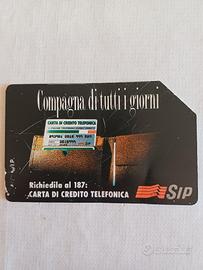 Compagna di tutti i giorni
CARTA DI CREDITO TELEFONICA
Richiedila al 187:
CARTA DI CREDITO TELEFONICA
SIP